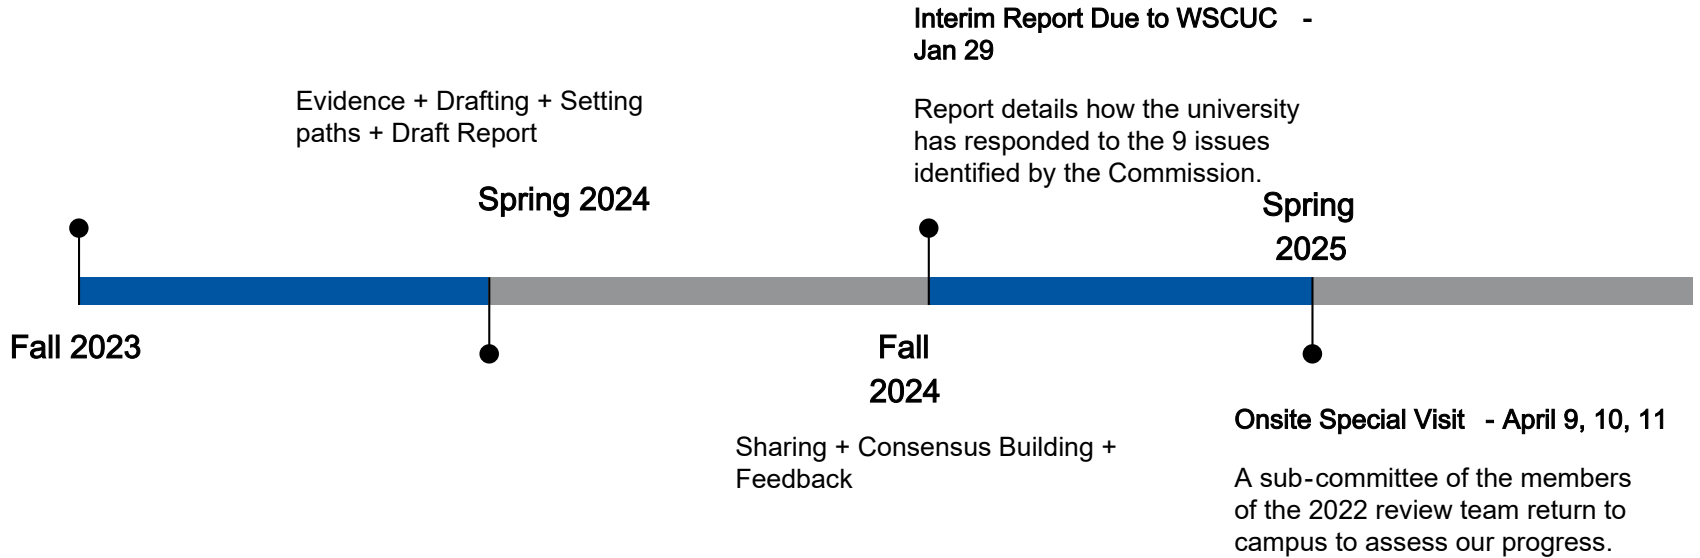 Interim Report Due to WSCUC -
Jan 29
Evidence + Drafting + Setting
paths + Draft Report
Report details how the university
has responded to the 9 issues
identified by the Commission.
Spring 2024
Spring
2025
Fall 2023
Fall
2024
Sharing + Consensus Building +
Feedback
Onsite Special Visit - April 9, 10, 11
A sub-committee of the members
of the 2022 review team return to
campus to assess our progress.